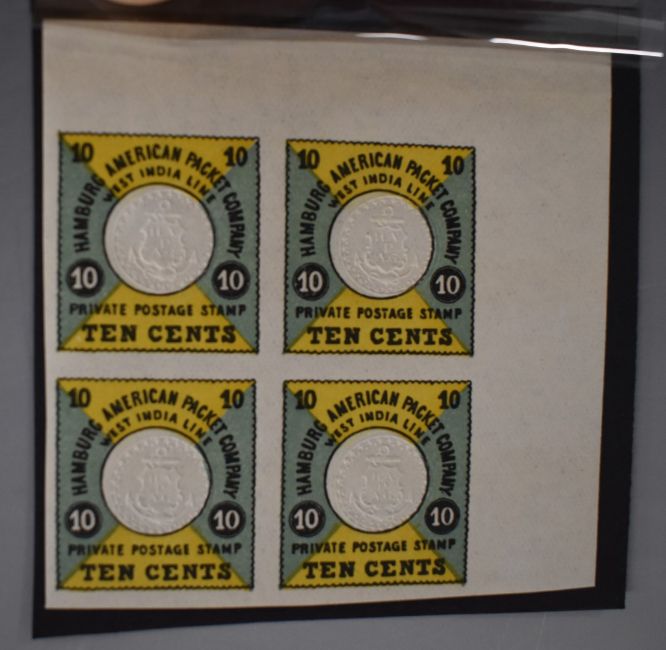 10 10
HAMBURG AMERICAN PACKET COMPANY
WEST INDIA LINE
10 10
PRIVATE POSTAGE STAMP
TEN CENTS
10 10
HAMBURG AMERICAN PACKET COMPANY
WEST INDIA LINE
10 10
PRIVATE POSTAGE STAMP
TEN CENTS
10 10
HAMBURG AMERICAN PACKET COMPANY
WEST INDIA LINE
10 10
PRIVATE POSTAGE STAMP
TEN CENTS
10 10
HAMBURG AMERICAN PACKET COMPANY
WEST INDIA LINE
10 10
PRIVATE POSTAGE STAMP
TEN CENTS